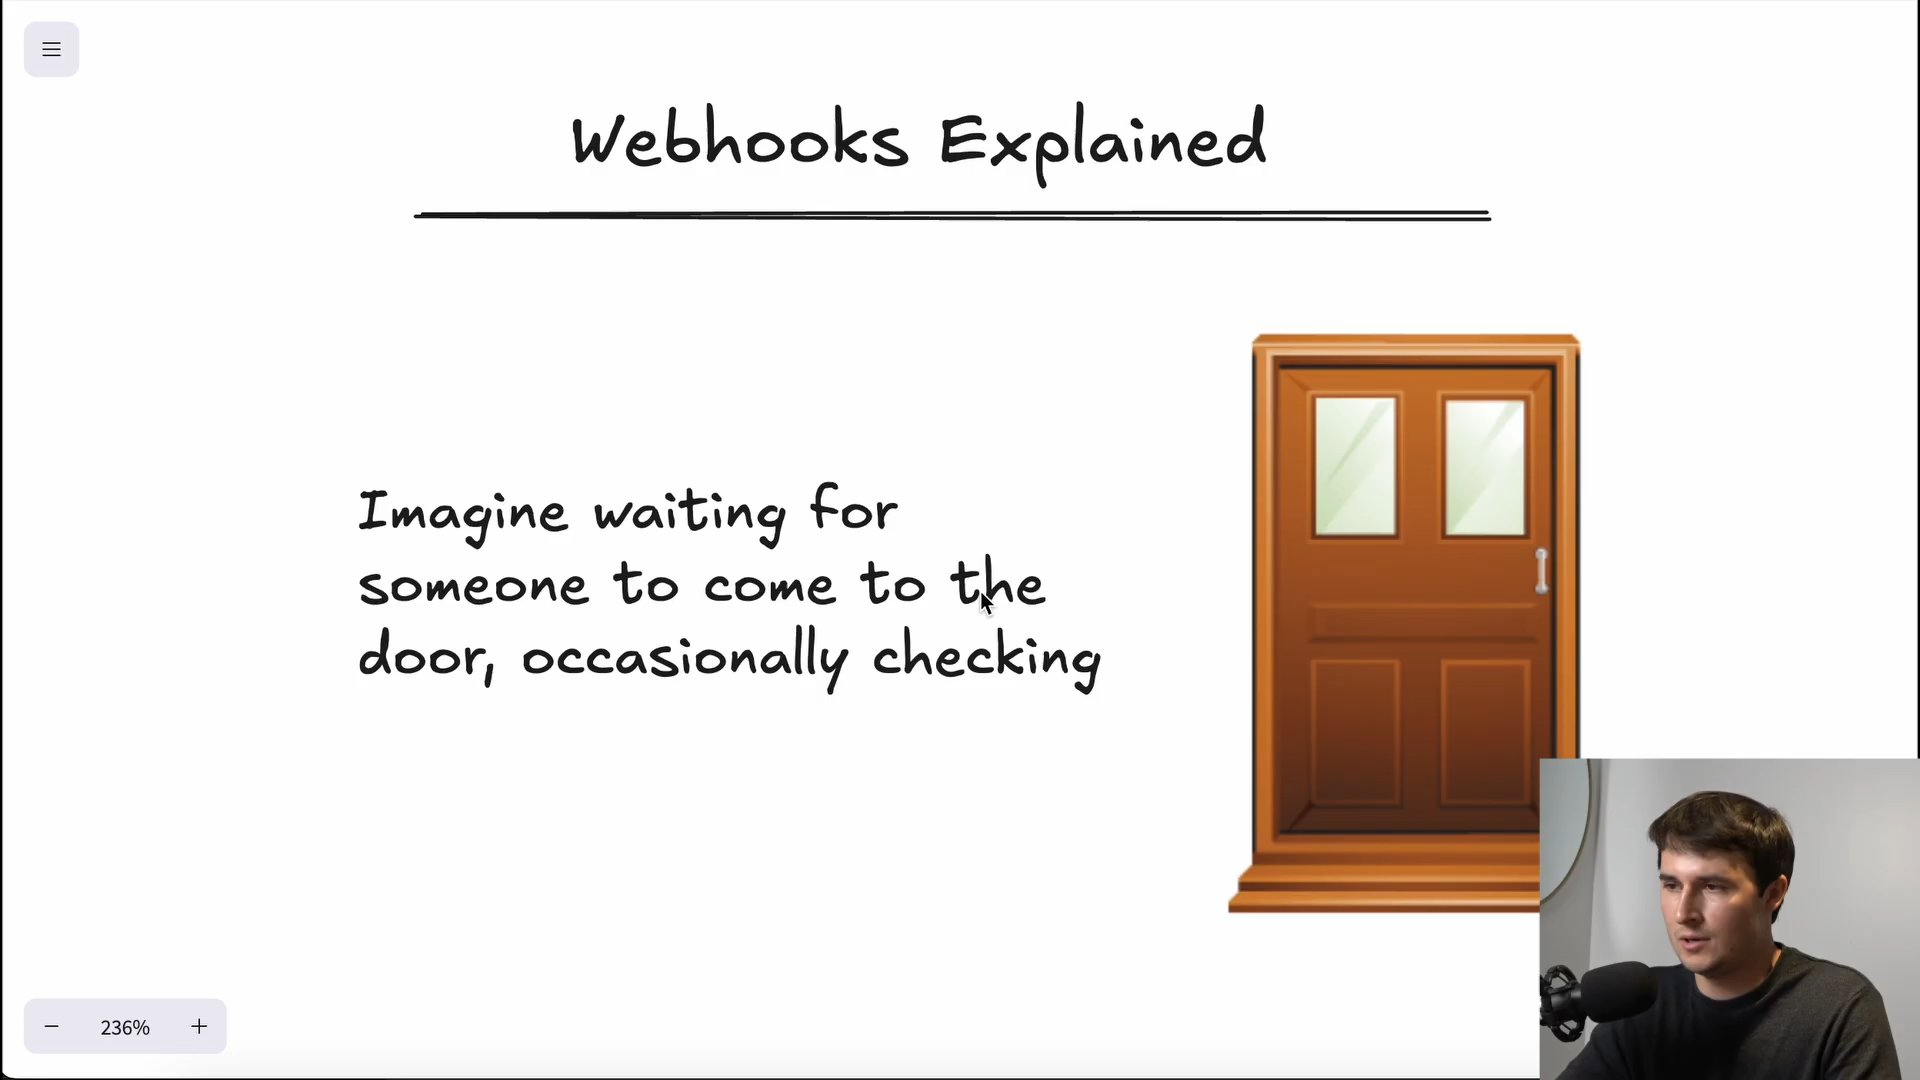 Webhooks Explained
Imagine waiting for
someone to come to the
door, occasionally checking
236%